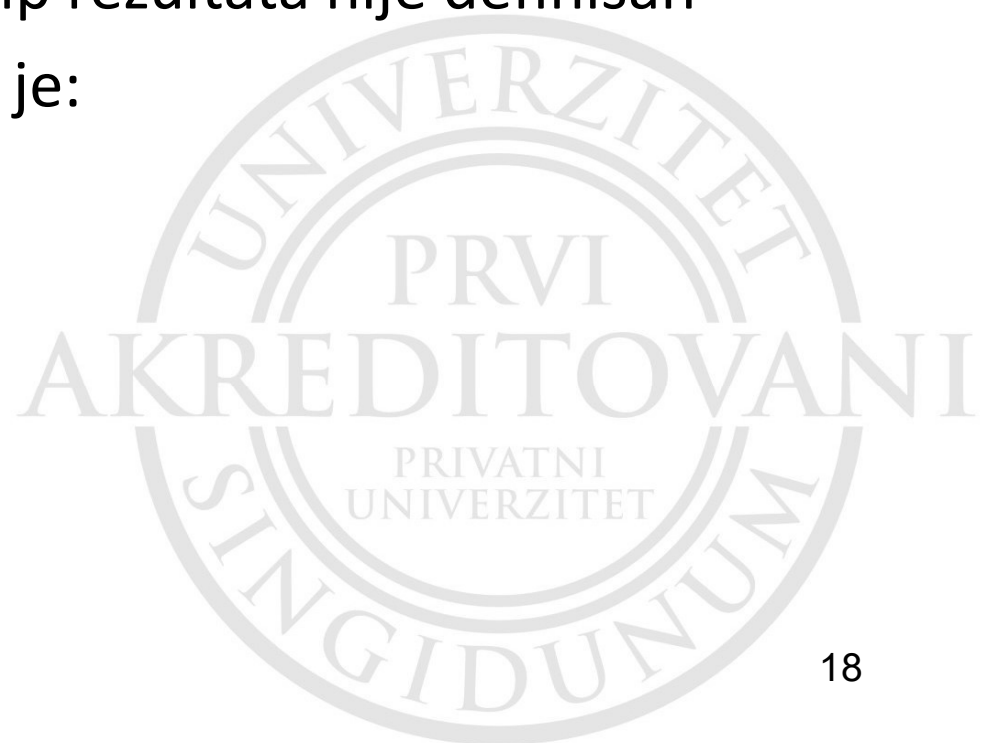 rezultata nije definisan
je:
UNIVERZITET
PRVI
AKREDITOVANI
PRIVATNI
UNIVERZITET
SINGIDUNUM
18